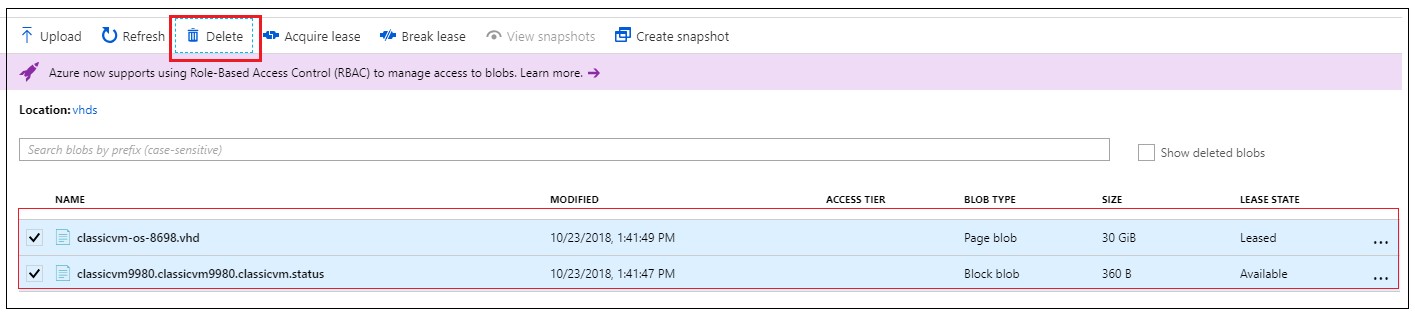 Upload Refresh Delete Acquire lease Break lease View snapshots Create snapshot
Azure now supports using Role-Based Access Control (RBAC) to manage access to blobs. Learn more. →
Location: vhds
Search blobs by prefix (case-sensitive) Show deleted blobs
NAME MODIFIED ACCESS TIER BLOB TYPE SIZE LEASE STATE
classicvm-os-8698.vhd 10/23/2018, 1:41:49 PM Page blob 30 GiB Leased ...
classicvm9980.classicvm9980.classicvm.status 10/23/2018, 1:41:47 PM Block blob 360 B Available ...